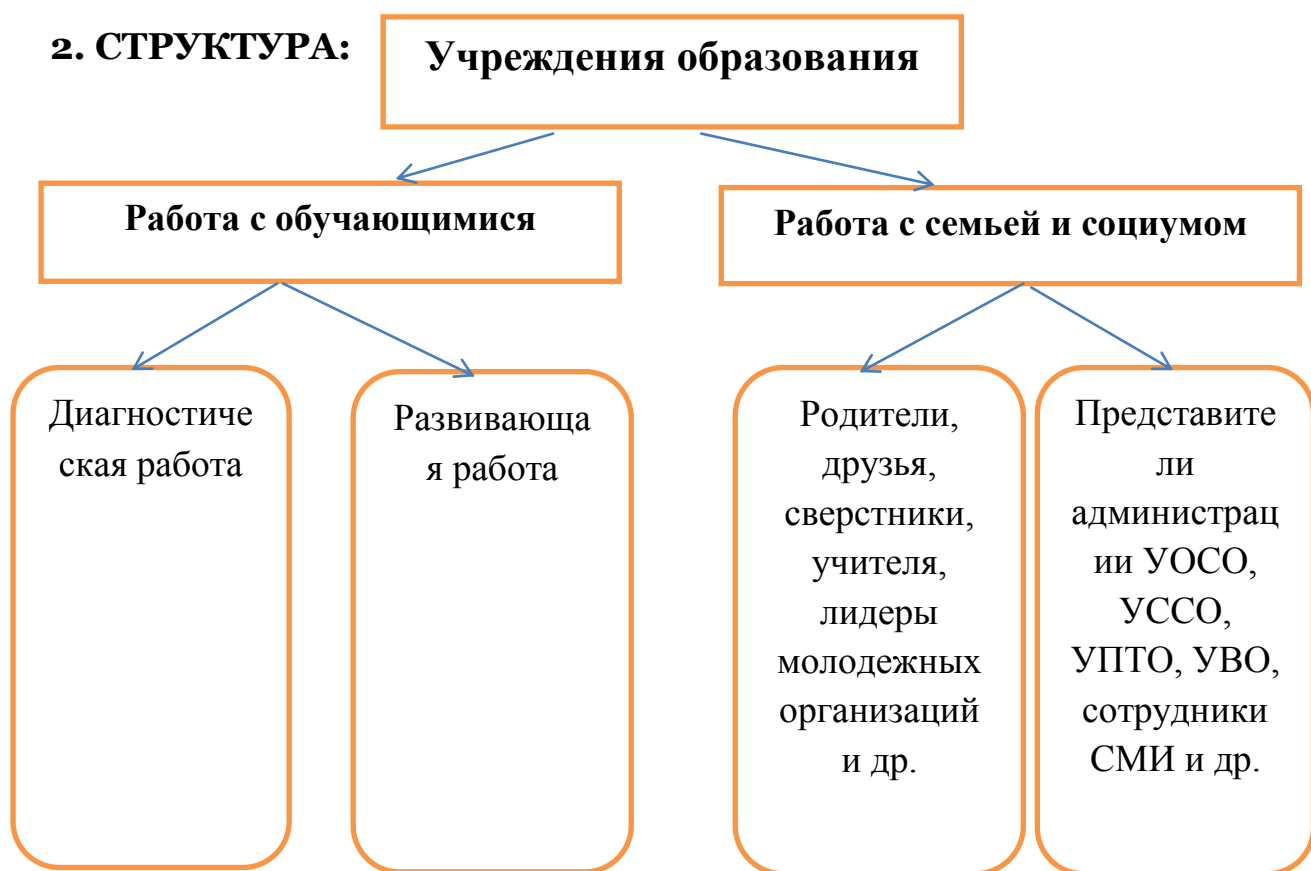 2. СТРУКТУРА:
Учреждения образования
Работа с обучающимися
Работа с семьей и социумом
Диагностиче
ская работа
Развивающа
я работа
Родители,
друзья,
сверстники,
учителя,
лидеры
молодежных
организаций
и др.
Представите
ли
администрац
ии УОСО,
УССО,
УПТО, УВО,
сотрудники
СМИ и др.